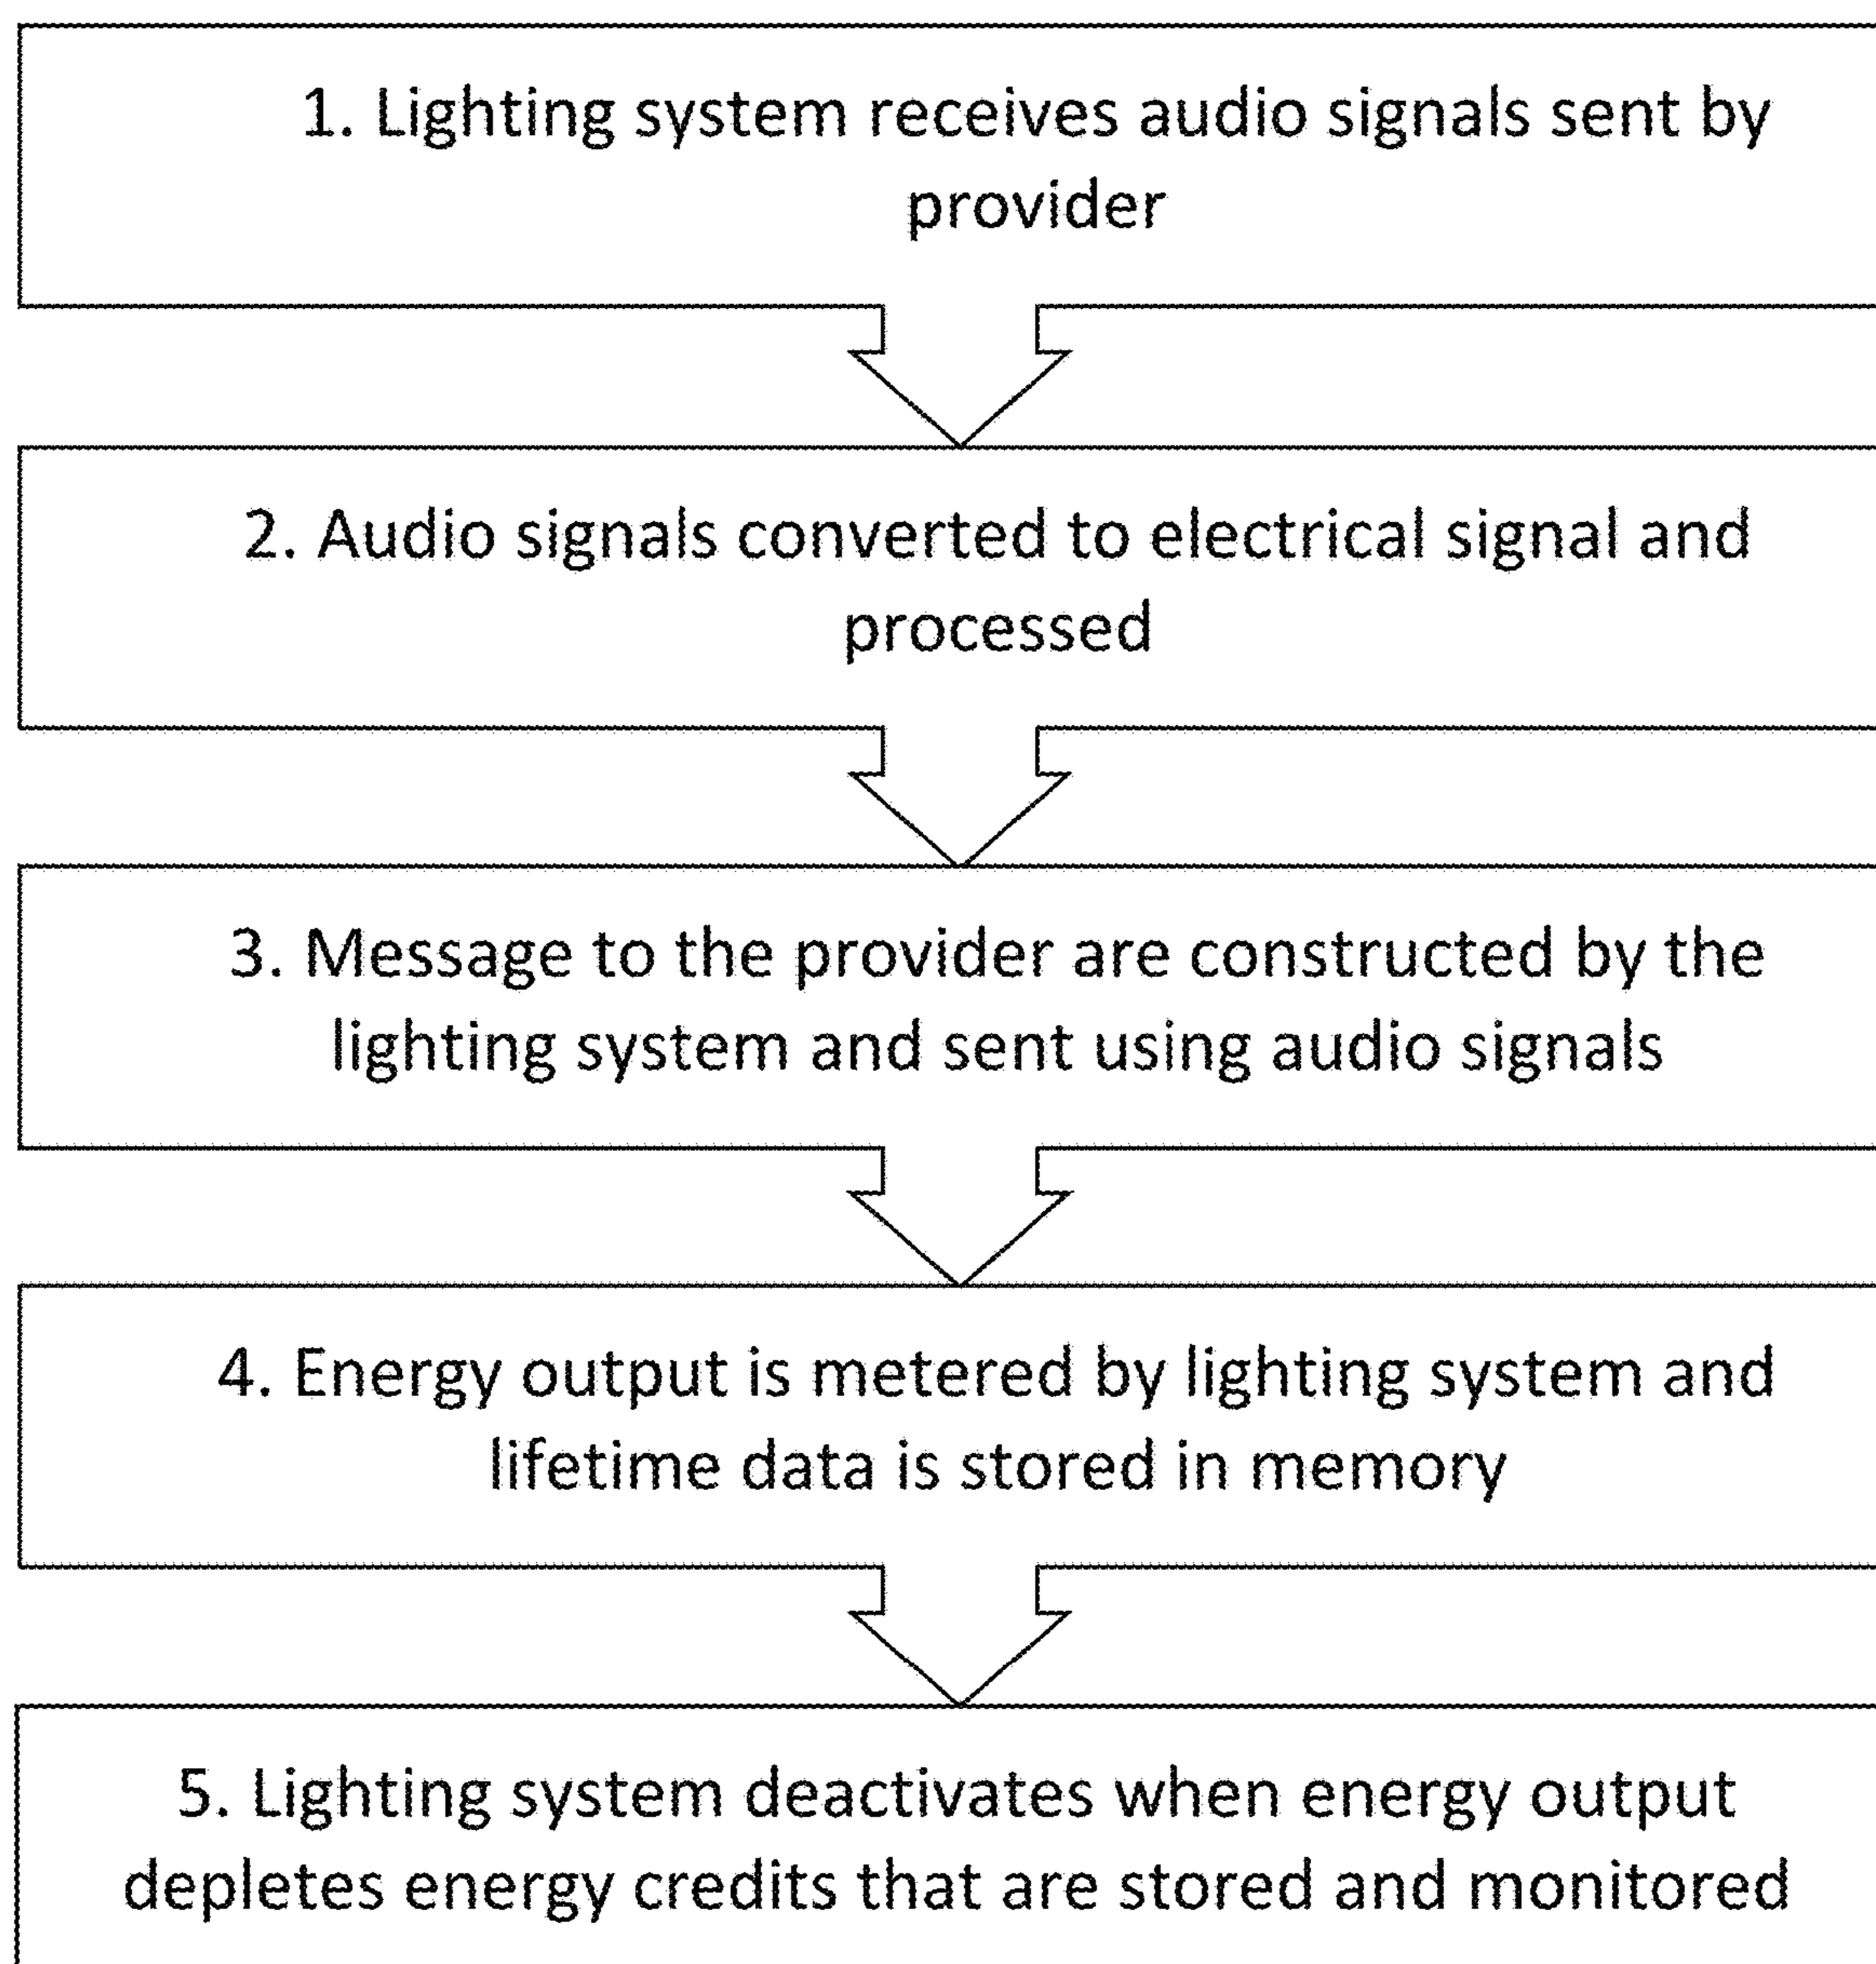 1. Lighting system receives audio signals sent by
provider
2. Audio signals converted to electrical signal and
processed
3. Message to the provider are constructed by the
lighting system and sent using audio signals
4. Energy output is metered by lighting system and
lifetime data is stored in memory
5. Lighting system deactivates when energy output
depletes energy credits that are stored and monitored